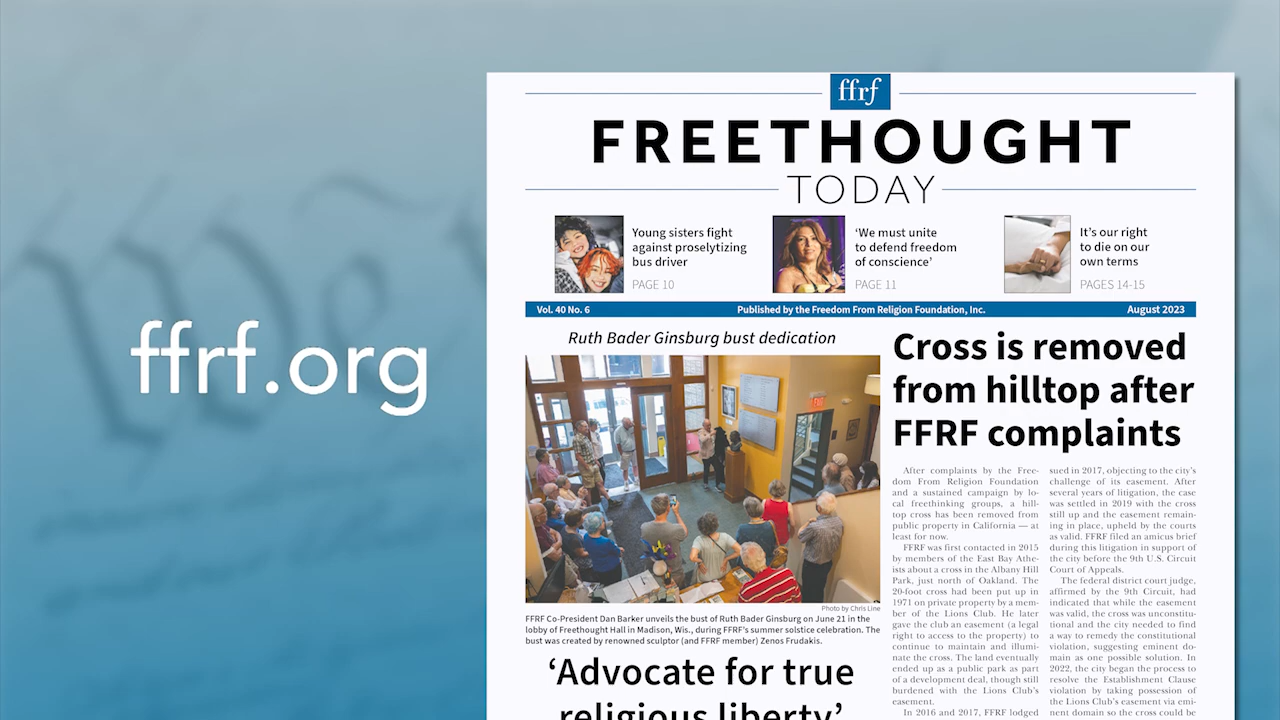 ffrf.org
ffrf
FREETHOUGHT
TODAY
Young sisters fight
against proselytizing
bus driver
PAGE 10
‘We must unite
to defend freedom
of conscience’
PAGE 11
It’s our right
to die on our
own terms
PAGES 14-15
Vol. 40 No. 6
Published by the Freedom From Religion Foundation, Inc.
August 2023
Ruth Bader Ginsburg bust dedication
EXIT
Photo by Chris Line
FFRF Co-President Dan Barker unveils the bust of Ruth Bader Ginsburg on June 21 in the
lobby of Freethought Hall in Madison, Wis., during FFRF’s summer solstice celebration. The
bust was created by renowned sculptor (and FFRF member) Zenos Frudakis.
‘Advocate for true
religious liberty’
Cross is removed
from hilltop after
FFRF complaints
After complaints by the Free-
dom From Religion Foundation
and a sustained campaign by lo-
cal freethinking groups, a hill-
top cross has been removed from
public property in California — at
least for now.
FFRF was first contacted in 2015
by members of the East Bay Athe-
ists about a cross in the Albany Hill
Park, just north of Oakland. The
20-foot cross had been put up in
1971 on private property by a mem-
ber of the Lions Club. He later
gave the club an easement (a legal
right to access to the property) to
continue to maintain and illumi-
nate the cross. The land eventually
ended up as a public park as part
of a development deal, though still
burdened with the Lions Club’s
easement.
In 2016 and 2017, FFRF lodged
sued in 2017, objecting to the city’s
challenge of its easement. After
several years of litigation, the case
was settled in 2019 with the cross
still up and the easement remain-
ing in place, upheld by the courts
as valid. FFRF filed an amicus brief
during this litigation in support of
the city before the 9th U.S. Circuit
Court of Appeals.
The federal district court judge,
affirmed by the 9th Circuit, had
indicated that while the easement
was valid, the cross was unconstitu-
tional and the city needed to find
a way to remedy the constitutional
violation, suggesting eminent do-
main as one possible solution. In
2022, the city began the process to
resolve the Establishment Clause
violation by taking possession of
the Lions Club’s easement via emi-
nent domain so the cross could be